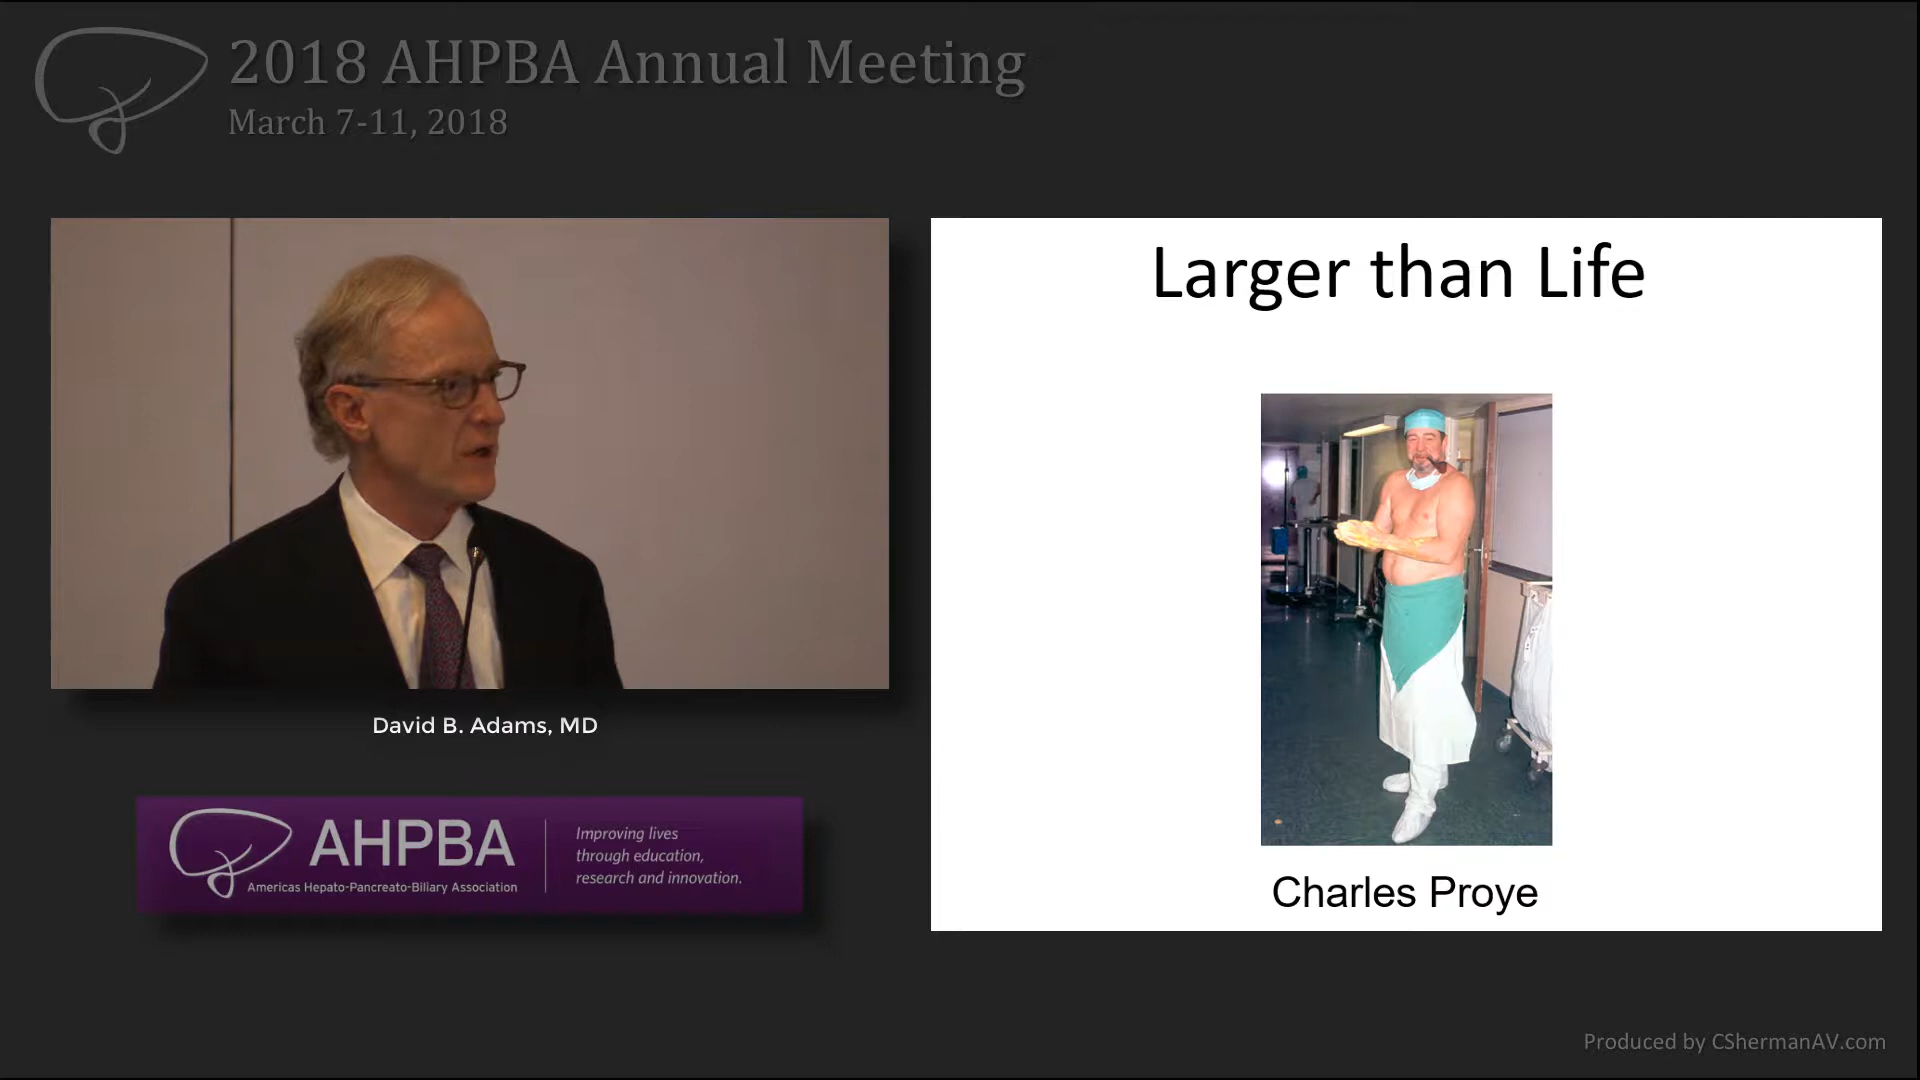 2018 AHPBA Annual Meeting
March 7-11, 2018
Larger than Life
Charles Proye
David B. Adams, MD
AHPBA
Americas Hepato-Pancreato-Biliary Association
Improving lives
through education,
research and innovation.
Produced by CShermanAV.com